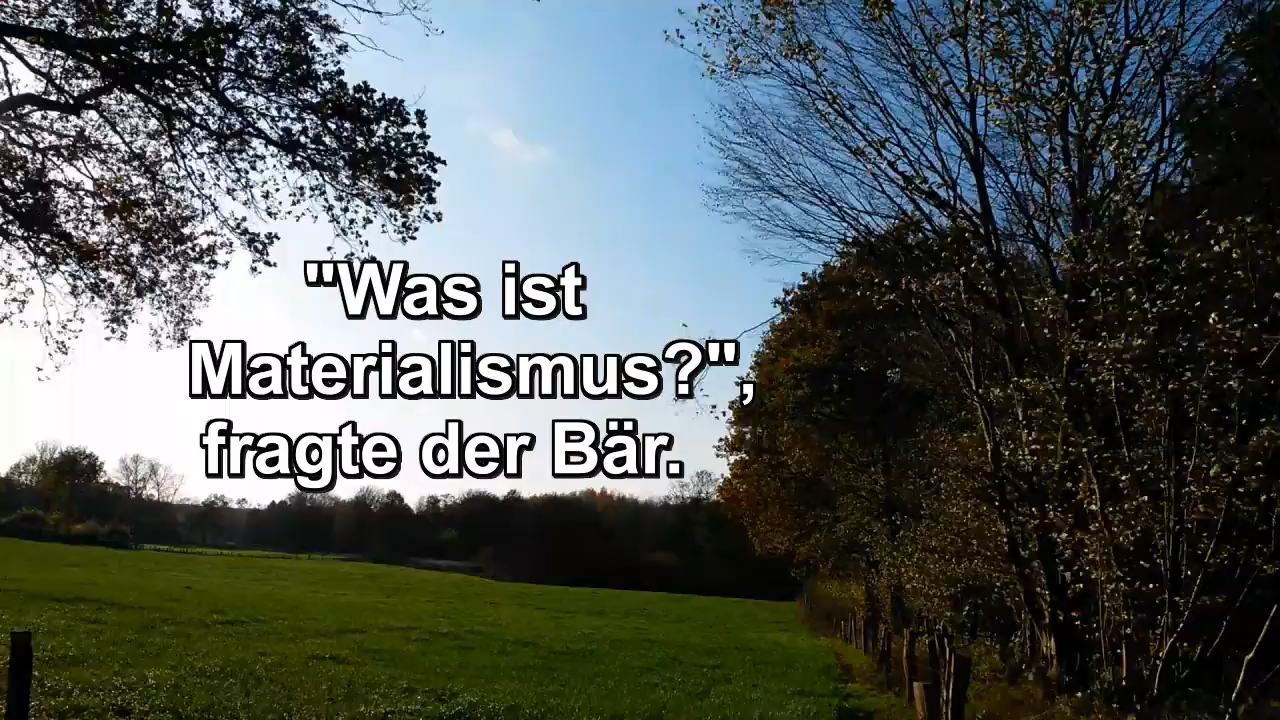 "Was ist
Materialismus?",
fragte der Bär.